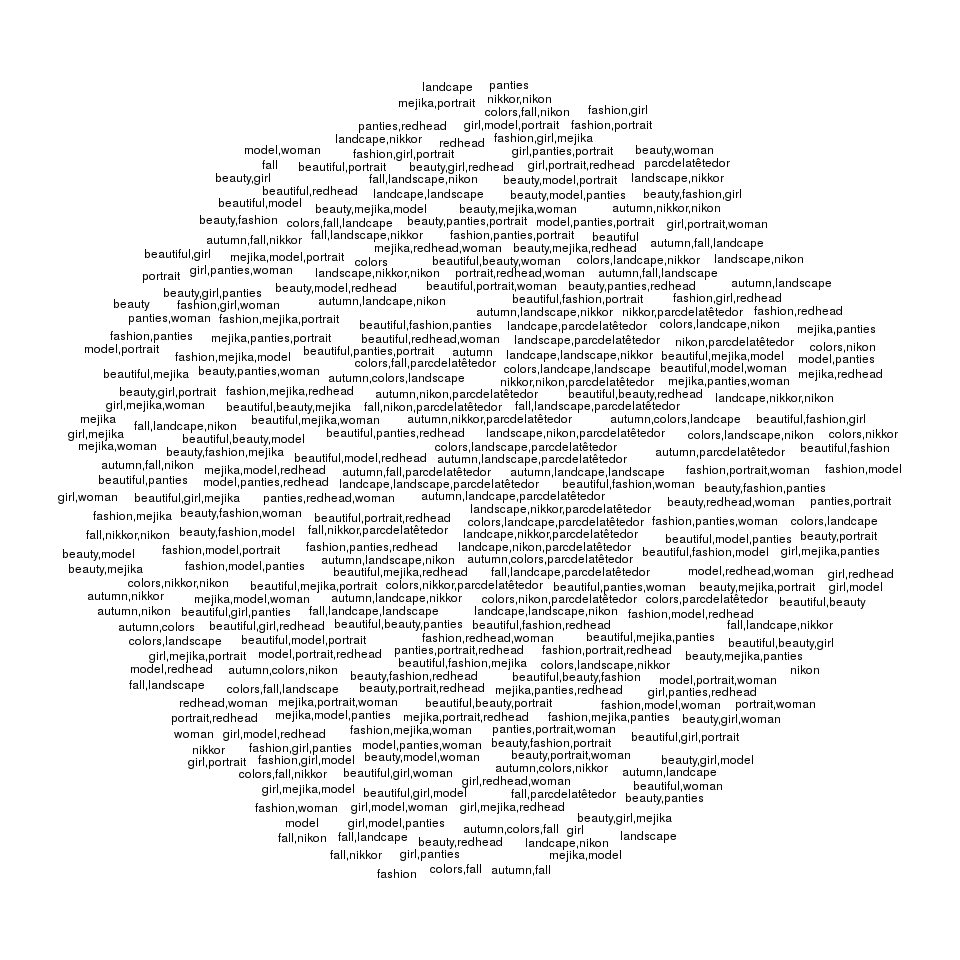 landcape panties
mejika,portrait nikkor,nikon
colors,fall,nikon fashion,girl
panties,redhead girl,model,portrait fashion,portrait
landcape,nikkor redhead fashion,girl,mejika
model,woman fashion,girl,portrait girl,panties,portrait beauty,woman
fall beautiful,portrait beauty,girl,redhead girl,portrait,redhead parcdelatêtedor
beauty,girl fall,landscape,nikon beauty,model,portrait landscape,nikkor
beautiful,redhead landcape,landscape beauty,model,panties beauty,fashion,girl
beautiful,model beauty,mejika,model beauty,mejika,woman autumn,nikkor,nikon
beauty,fashion colors,fall,landcape beauty,panties,portrait model,panties,portrait girl,portrait,woman
autumn,fall,nikkor fall,landscape,nikkor fashion,panties,portrait beautiful autumn,fall,landcape
beautiful,girl mejika,model,portrait mejika,redhead,woman beauty,mejika,redhead
colors beautiful,beauty,woman colors,landcape,nikkor landscape,nikon
portrait girl,panties,woman landscape,nikkor,nikon portrait,redhead,woman autumn,fall,landscape
beauty,girl,panties beauty,model,redhead beautiful,portrait,woman beauty,panties,redhead autumn,landscape
beauty fashion,girl,woman autumn,landcape,nikon beautiful,fashion,portrait fashion,girl,redhead
panties,woman fashion,mejika,portrait autumn,landscape,nikkor nikkor,parcdelatêtedor fashion,redhead
beautiful,fashion,panties landcape,parcdelatêtedor colors,landcape,nikon mejika,panties
fashion,panties mejika,panties,portrait beautiful,redhead,woman landscape,parcdelatêtedor nikon,parcdelatêtedor colors,nikon
model,portrait fashion,mejika,model beautiful,panties,portrait autumn landcape,landscape,nikkor beautiful,mejika,model model,panties
beautiful,mejika beauty,panties,woman colors,fall,parcdelatêtedor colors,landcape,landscape beautiful,model,woman mejika,redhead
autumn,colors,landscape nikkor,nikon,parcdelatêtedor mejika,panties,woman
beauty,girl,portrait fashion,mejika,redhead autumn,nikon,parcdelatêtedor beautiful,beauty,redhead landcape,nikkor,nikon
girl,mejika,woman beautiful,beauty,mejika fall,nikon,parcdelatêtedor fall,landscape,parcdelatêtedor
mejika fall,landcape,nikon beautiful,mejika,woman autumn,nikkor,parcdelatêtedor autumn,colors,landcape beautiful,fashion,girl
girl,mejika beautiful,beauty,model beautiful,panties,redhead landscape,nikon,parcdelatêtedor colors,landscape,nikon colors,nikkor
mejika,woman beauty,fashion,mejika colors,landscape,parcdelatêtedor autumn,parcdelatêtedor beautiful,fashion
autumn,fall,nikon mejika,model,redhead beautiful,model,redhead autumn,landscape,parcdelatêtedor
beautiful,panties model,panties,redhead autumn,fall,parcdelatêtedor autumn,landcape,landscape fashion,portrait,woman fashion,model
landcape,landscape,parcdelatêtedor beautiful,fashion,woman beauty,fashion,panties
girl,woman beautiful,girl,mejika panties,redhead,woman autumn,landcape,parcdelatêtedor beauty,redhead,woman panties,portrait
fashion,mejika beauty,fashion,woman beautiful,portrait,redhead landscape,nikkor,parcdelatêtedor
colors,landcape,parcdelatêtedor fashion,panties,woman colors,landcape
fall,nikkor,nikon beauty,fashion,model fall,nikkor,parcdelatêtedor landcape,nikkor,parcdelatêtedor beautiful,model,panties beauty,portrait
beauty,model fashion,model,portrait fashion,panties,redhead landcape,nikon,parcdelatêtedor beautiful,fashion,model girl,mejika,panties
beauty,mejika fashion,model,panties autumn,landscape,nikon autumn,colors,parcdelatêtedor
beautiful,mejika,redhead fall,landcape,parcdelatêtedor model,redhead,woman girl,redhead
colors,nikkor,nikon beautiful,mejika,portrait colors,nikkor,parcdelatêtedor beautiful,panties,woman beauty,mejika,portrait girl,model
autumn,nikkor mejika,model,woman autumn,landcape,nikkor colors,nikon,parcdelatêtedor colors,parcdelatêtedor beautiful,beauty
autumn,nikon beautiful,girl,panties fall,landcape,landscape landcape,landscape,nikon fashion,model,redhead
autumn,colors beautiful,girl,redhead beautiful,beauty,panties beautiful,fashion,redhead fall,landcape,nikkor
colors,landscape beautiful,model,portrait fashion,redhead,woman beautiful,mejika,panties beautiful,beauty,girl
girl,mejika,portrait model,portrait,redhead panties,portrait,redhead fashion,portrait,redhead beauty,mejika,panties
model,redhead autumn,colors,nikon beautiful,fashion,mejika colors,landscape,nikkor nikon
fall,landscape colors,fall,landscape beauty,fashion,redhead beautiful,beauty,fashion model,portrait,woman
beauty,portrait,redhead mejika,panties,redhead girl,panties,redhead
redhead,woman mejika,portrait,woman beautiful,beauty,portrait fashion,model,woman portrait,woman
portrait,redhead mejika,model,panties mejika,portrait,redhead fashion,mejika,panties beauty,girl,woman
woman girl,model,redhead fashion,mejika,woman panties,portrait,woman beautiful,girl,portrait
nikkor fashion,girl,panties model,panties,woman beauty,fashion,portrait
girl,portrait fashion,girl,model beauty,model,woman beauty,portrait,woman beauty,girl,model
colors,fall,nikkor beautiful,girl,woman autumn,colors,nikkor autumn,landcape
girl,mejika,model beautiful,girl,model girl,redhead,woman fall,parcdelatêtedor beautiful,woman
beauty,panties
fashion,woman girl,model,woman girl,mejika,redhead
model girl,model,panties autumn,colors,fall beauty,girl,mejika
fall,nikon fall,landcape beauty,redhead girl landcape,nikon landscape
fall,nikkor girl,panties mejika,model
fashion colors,fall autumn,fall